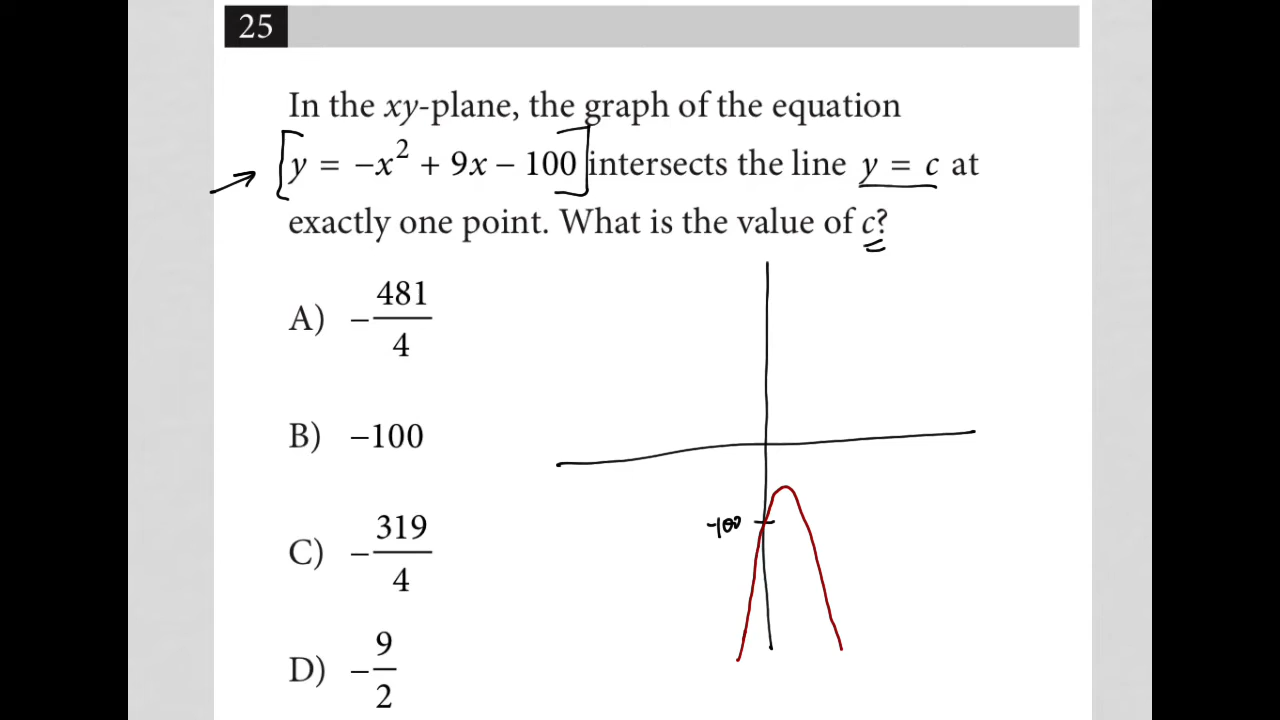 25
In the xy-plane, the graph of the equation
y = −x² + 9x − 100 intersects the line y = c at
exactly one point. What is the value of c?
A) −481/4
B) −100
C) −319/4
D) −9/2
-100